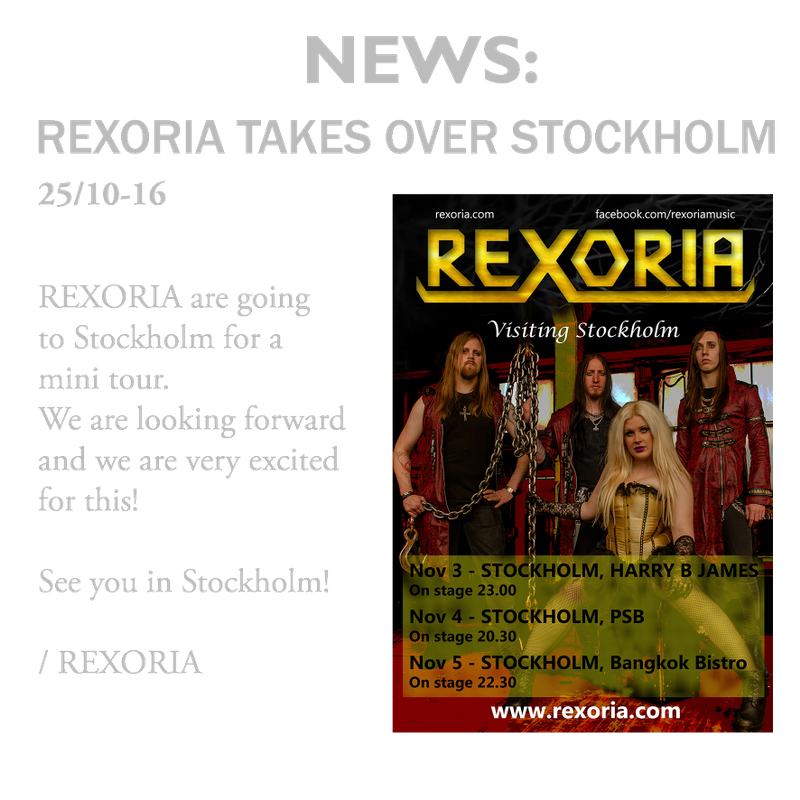 NEWS:
REXORIA TAKES OVER STOCKHOLM
25/10-16
REXORIA are going
to Stockholm for a
mini tour.
We are looking forward
and we are very excited
for this!
See you in Stockholm!
/ REXORIA
rexoria.com facebook.com/rexoriamusic
REXORIA
Visiting Stockholm
Nov 3 - STOCKHOLM, HARRY B JAMES
On stage 23.00
Nov 4 - STOCKHOLM, PSB
On stage 20.30
Nov 5 - STOCKHOLM, Bangkok Bistro
On stage 22.30
www.rexoria.com